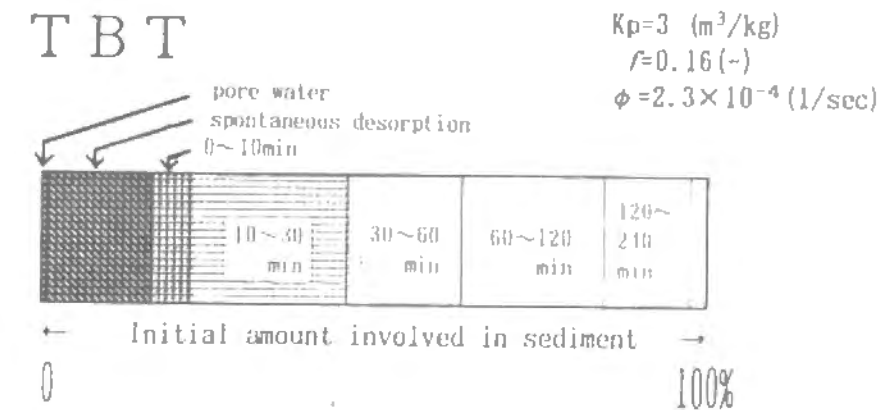 TBT
Kp=3 (m³/kg)
f=0.16(-)
ϕ=2.3×10⁻⁴(1/sec)
pore water
spontaneous desorption
0~10min
10~30
min
30~60
min
60~120
min
120~
240
min
← Initial amount involved in sediment →
0
100%